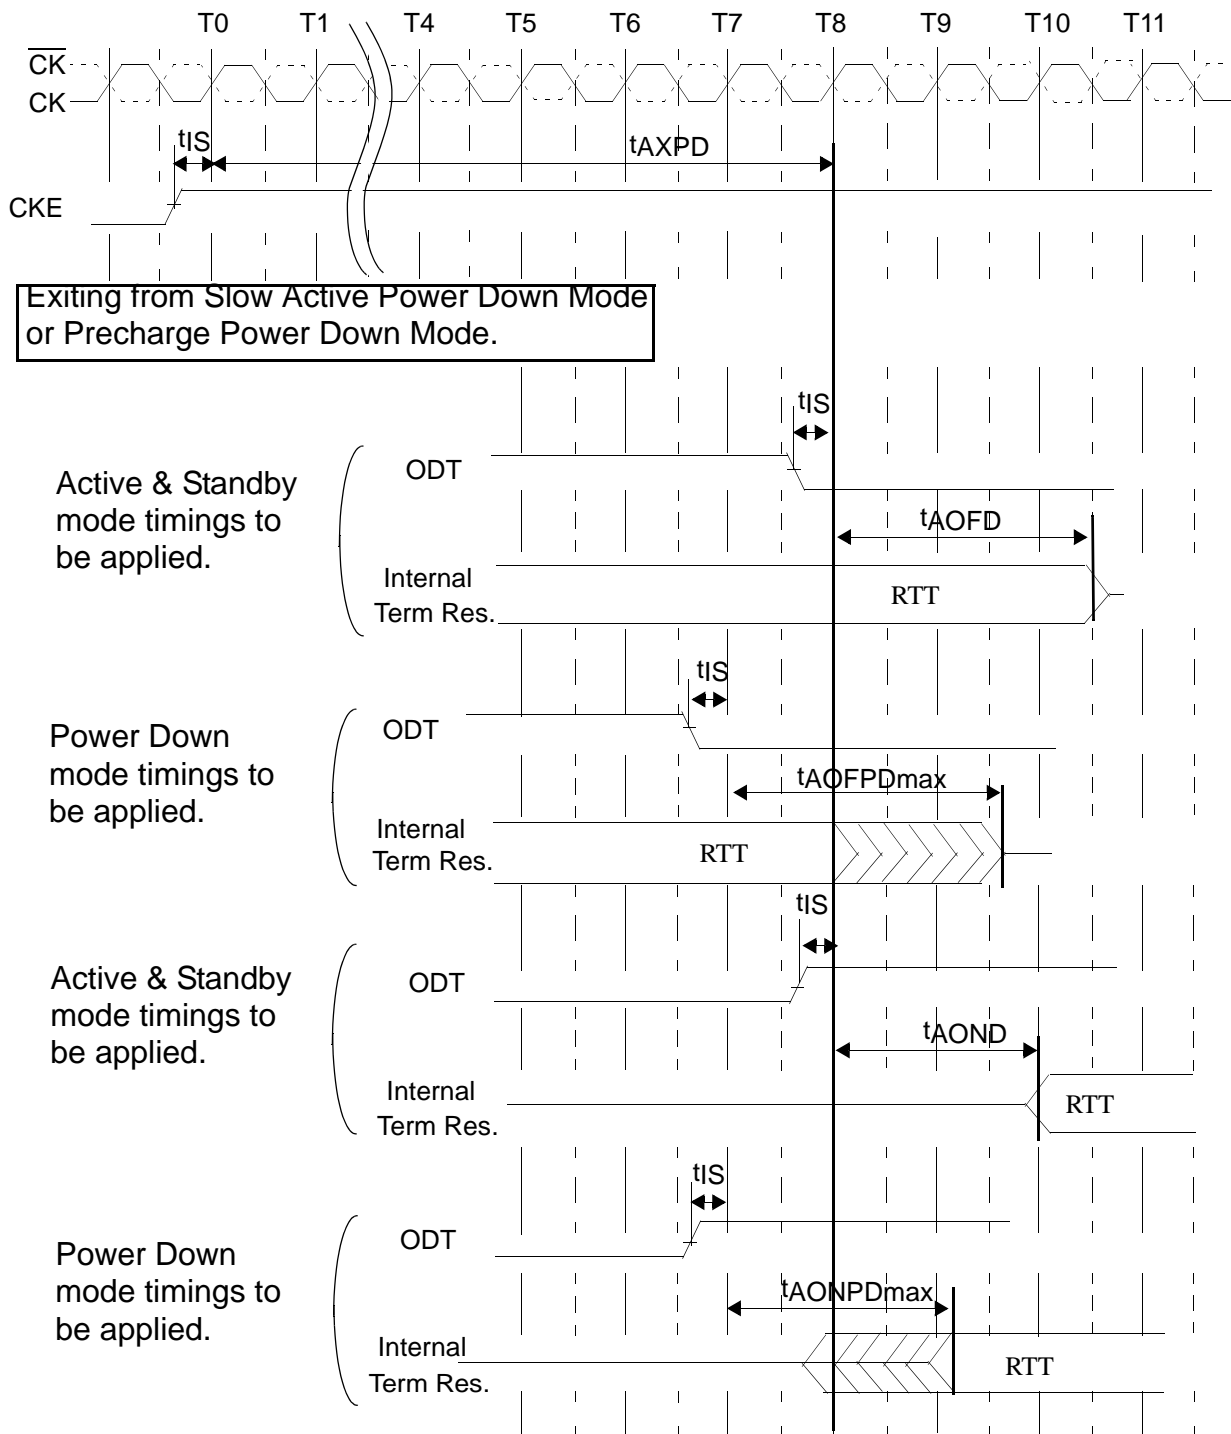 T0 T1 T4 T5 T6 T7 T8 T9 T10 T11
CK
CK
tIS
tAXPD
CKE
Exiting from Slow Active Power Down Mode
or Precharge Power Down Mode.
tIS
ODT
Active & Standby
mode timings to
be applied.
tAOFD
Internal
Term Res.
RTT
tIS
ODT
Power Down
mode timings to
be applied.
tAOFPDmax
Internal
Term Res.
RTT
tIS
ODT
Active & Standby
mode timings to
be applied.
tAOND
Internal
Term Res.
RTT
tIS
ODT
Power Down
mode timings to
be applied.
tAONPDmax
Internal
Term Res.
RTT